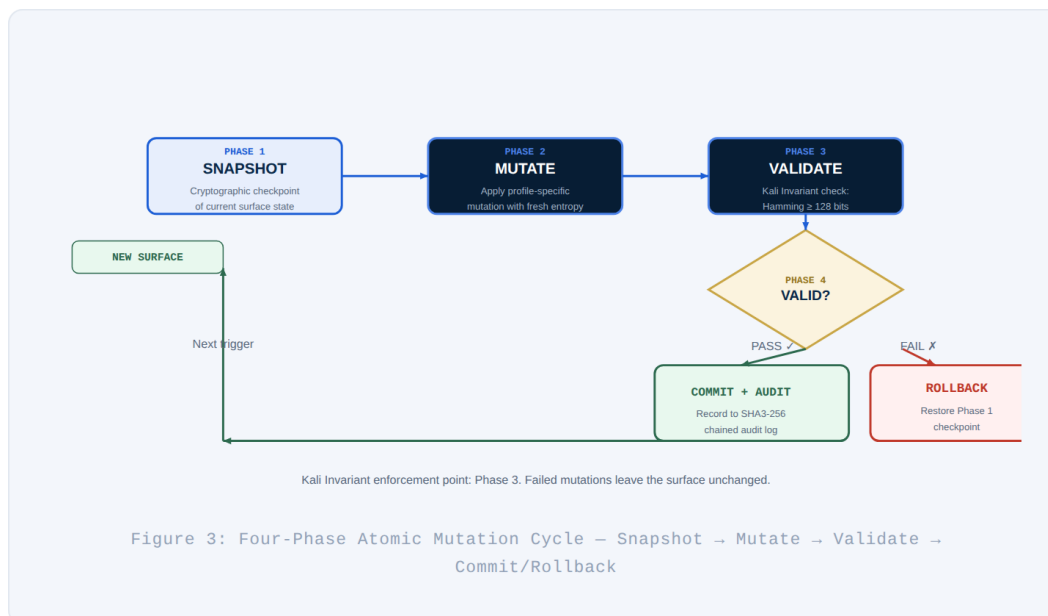 PHASE 1
SNAPSHOT
Cryptographic checkpoint
of current surface state
PHASE 2
MUTATE
Apply profile-specific
mutation with fresh entropy
PHASE 3
VALIDATE
Kali Invariant check:
Hamming ≥ 128 bits
NEW SURFACE
PHASE 4
VALID?
Next trigger
PASS ✓
FAIL ✗
COMMIT + AUDIT
Record to SHA3-256
chained audit log
ROLLBACK
Restore Phase 1
checkpoint
Kali Invariant enforcement point: Phase 3. Failed mutations leave the surface unchanged.
Figure 3: Four-Phase Atomic Mutation Cycle — Snapshot → Mutate → Validate →
Commit/Rollback